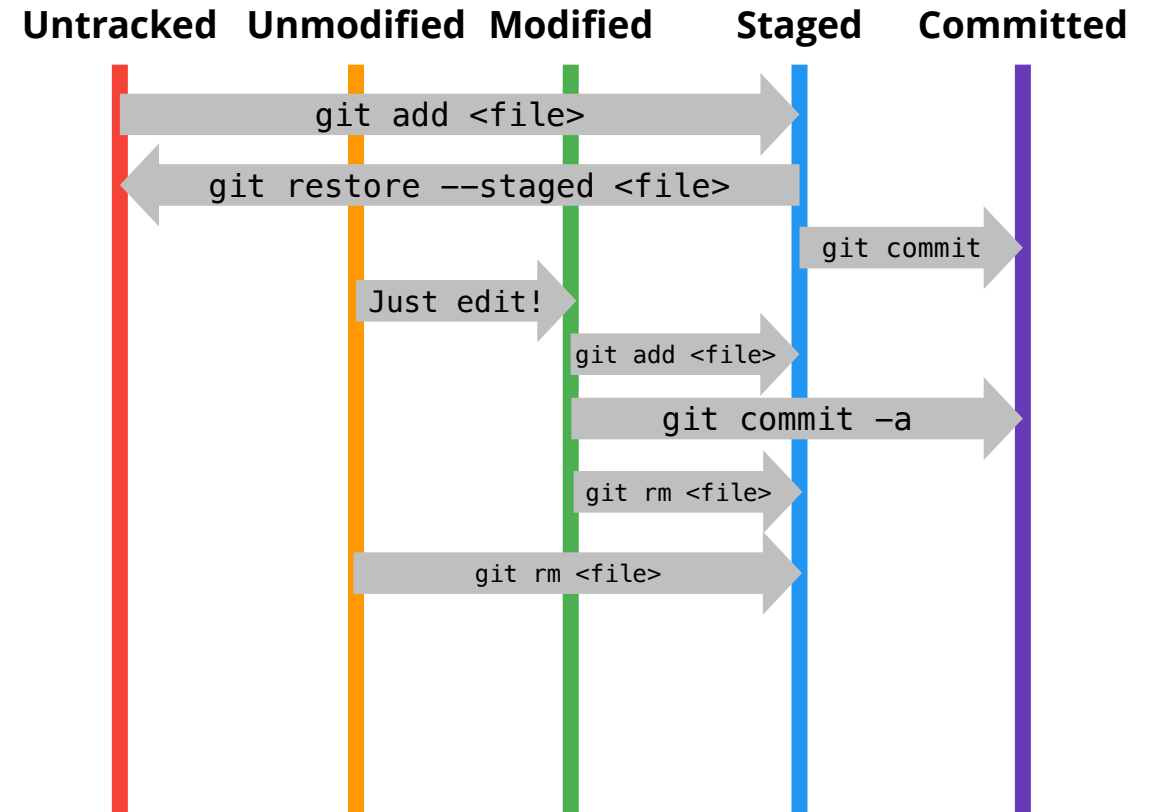 Untracked Unmodified Modified Staged Committed
git add <file>
git restore --staged <file>
git commit
Just edit!
git add <file>
git commit -a
git rm <file>
git rm <file>